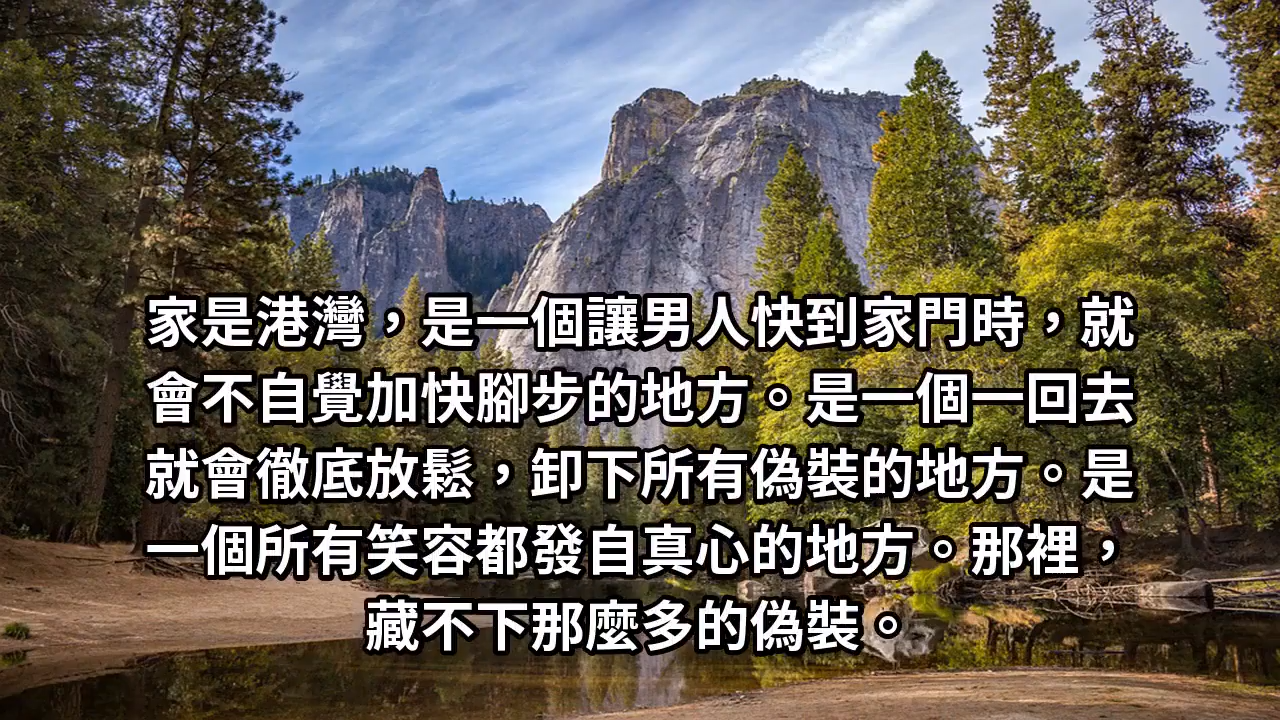 家是港灣，是一個讓男人快到家門時，就
會不自覺加快腳步的地方。是一個一回去
就會徹底放鬆，卸下所有偽裝的地方。是
一個所有笑容都發自真心的地方。那裡，
藏不下那麼多的偽裝。